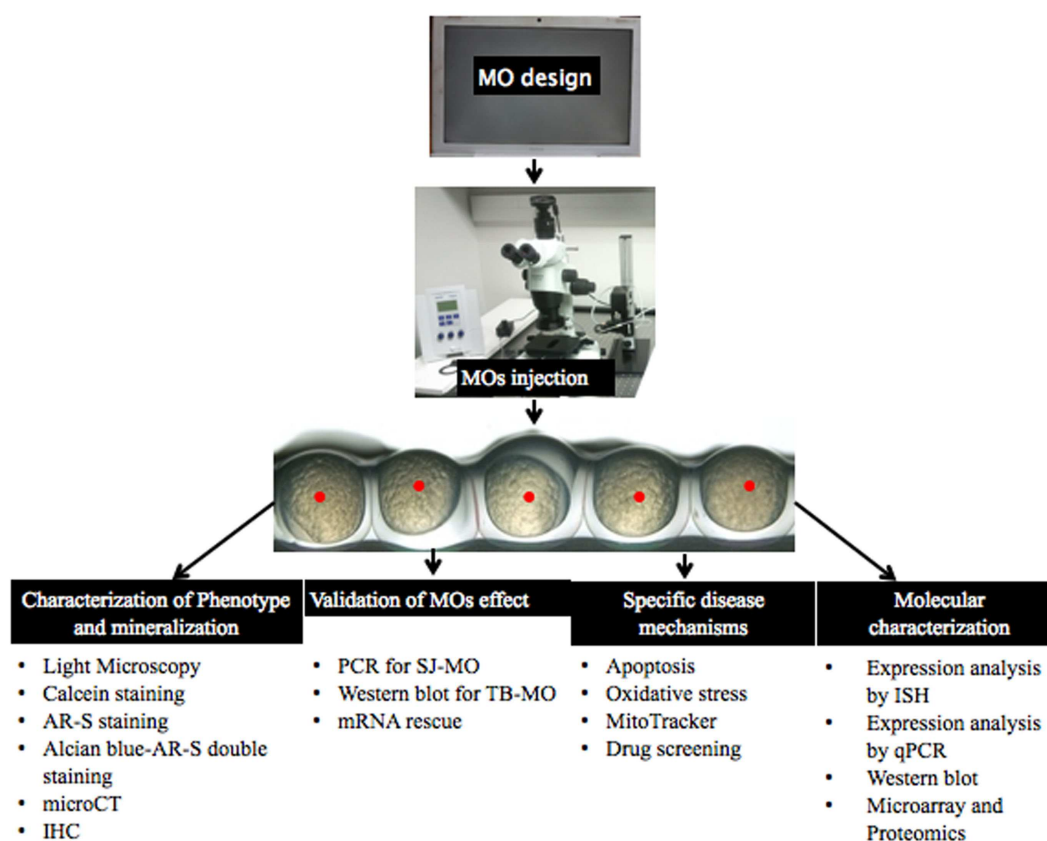 MO design
MOs injection
Characterization of Phenotype
and mineralization
• Light Microscopy
• Calcein staining
• AR-S staining
• Alcian blue-AR-S double
staining
• microCT
• IHC
Validation of MOs effect
• PCR for SJ-MO
• Western blot for TB-MO
• mRNA rescue
Specific disease
mechanisms
• Apoptosis
• Oxidative stress
• MitoTracker
• Drug screening
Molecular
characterization
• Expression analysis
by ISH
• Expression analysis
by qPCR
• Western blot
• Microarray and
Proteomics